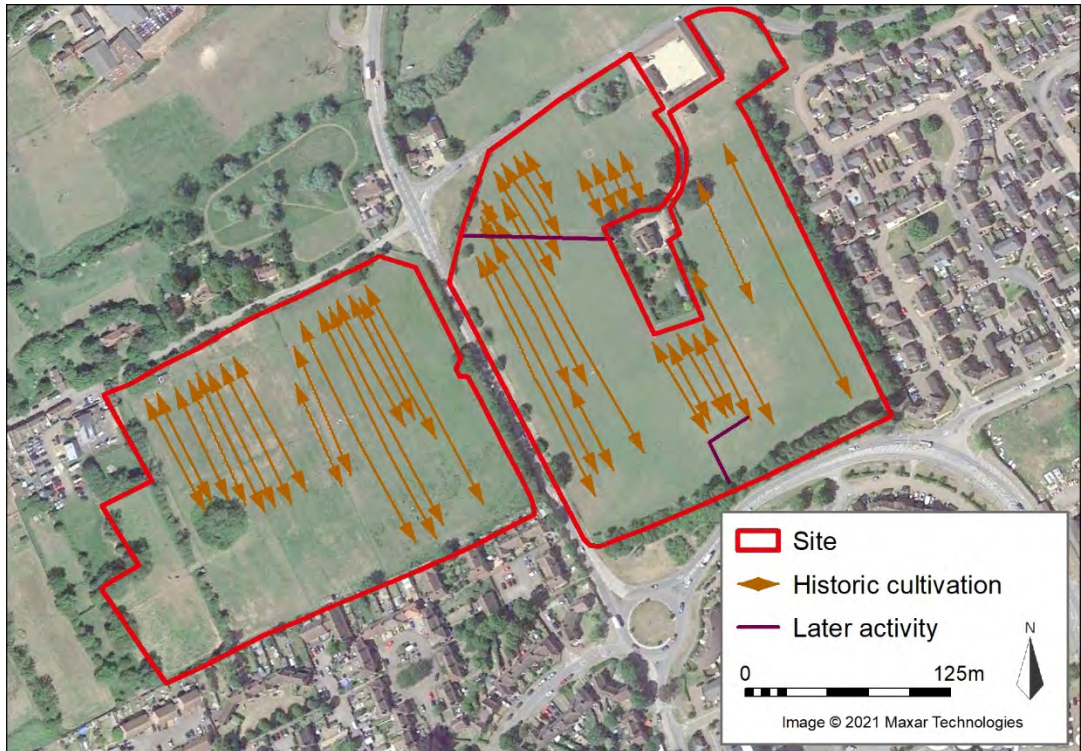 Site
Historic cultivation
Later activity
N
0 125m
Image © 2021 Maxar Technologies